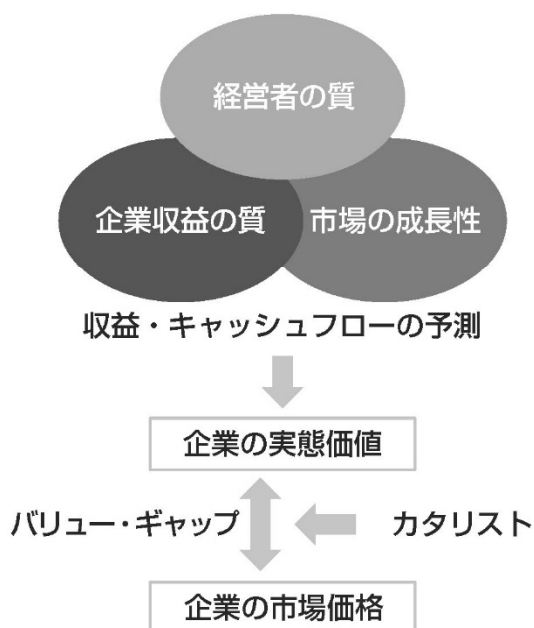 経営者の質
企業収益の質
市場の成長性
収益・キャッシュフローの予測
企業の実態価値
バリュー・ギャップ
カタリスト
企業の市場価格